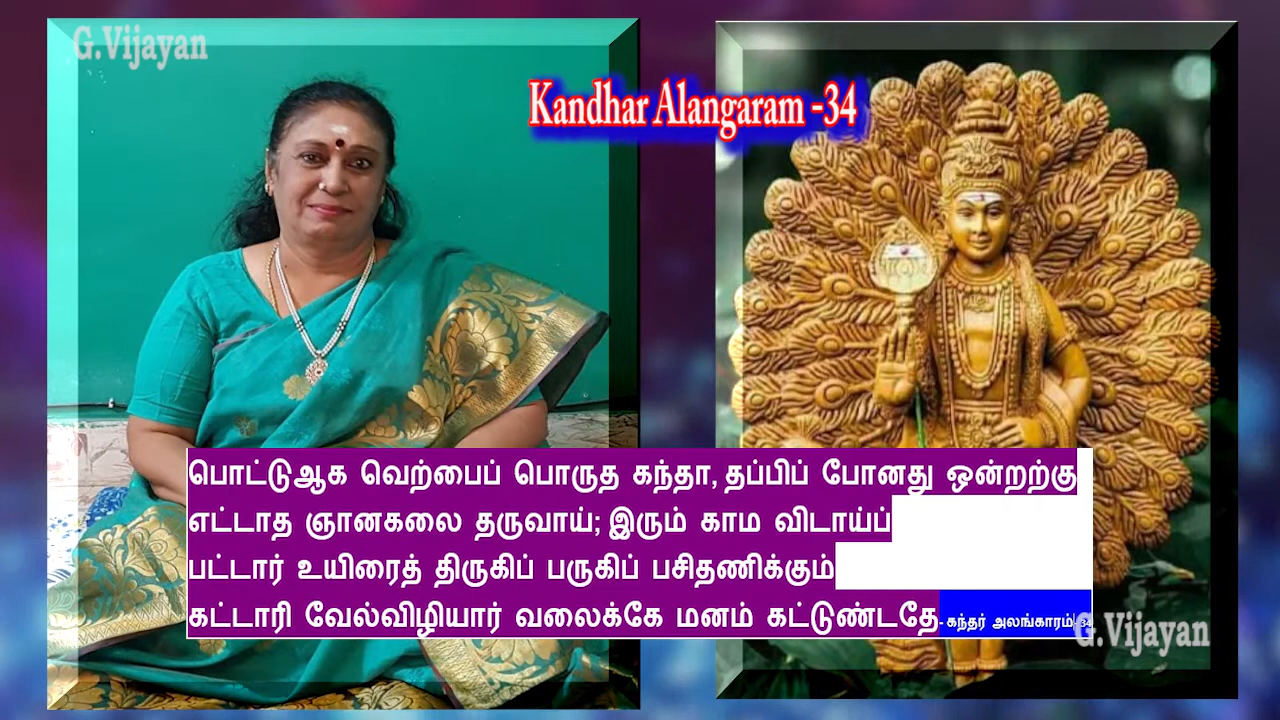 G.Vijayan
Kandhar Alangaram -34
பொட்டுஆக வெற்பைப் பொருத கந்தா, தப்பிப் போனது ஒன்றற்கு
எட்டாத ஞானகலை தருவாய்; இரும் காம விடாய்ப்
பட்டார் உயிரைத் திருகிப் பருகிப் பசிதணிக்கும்
கட்டாரி வேல்விழியார் வலைக்கே மனம் கட்டுண்டதே - கந்தர் அலங்காரம்- 34
G.Vijayan